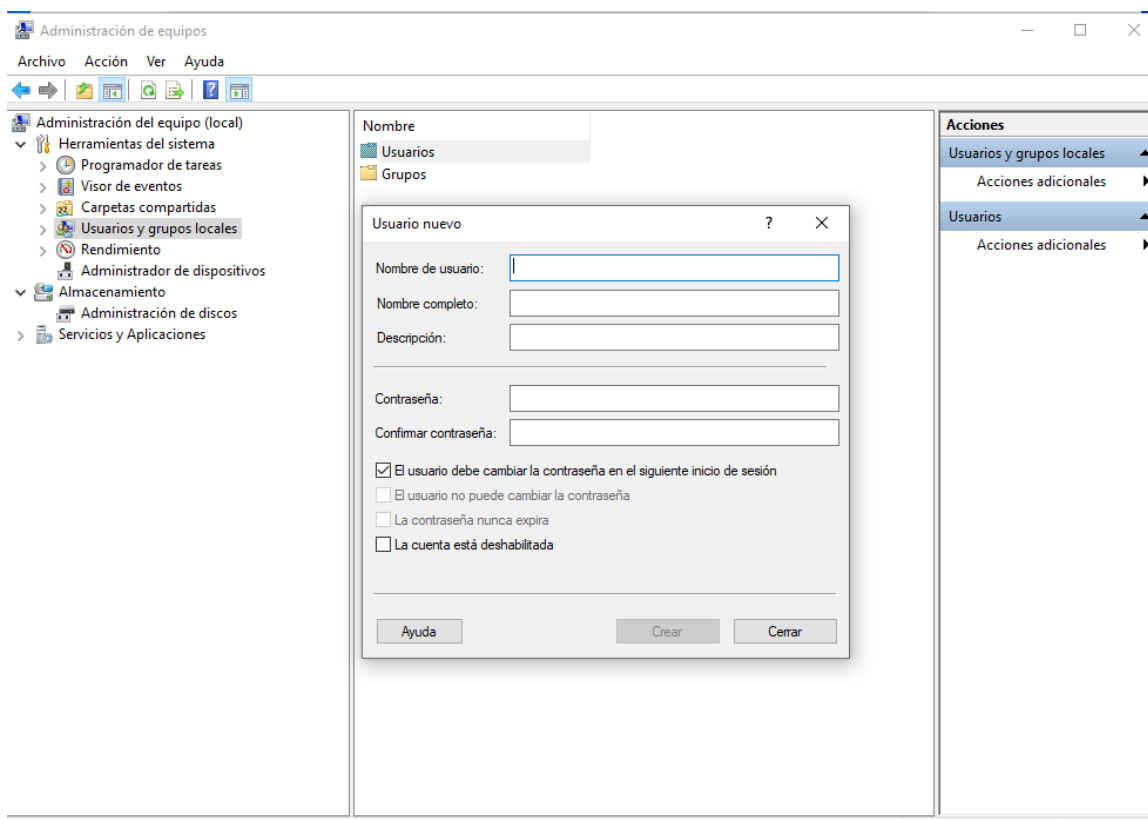 Administración de equipos
Archivo Acción Ver Ayuda
Administración del equipo (local)
Herramientas del sistema
Programador de tareas
Visor de eventos
Carpetas compartidas
Usuarios y grupos locales
Rendimiento
Administrador de dispositivos
Almacenamiento
Administración de discos
Servicios y Aplicaciones
Nombre
Usuarios
Grupos
Usuario nuevo
Nombre de usuario:
Nombre completo:
Descripción:
Contraseña:
Confirmar contraseña:
El usuario debe cambiar la contraseña en el siguiente inicio de sesión
El usuario no puede cambiar la contraseña
La contraseña nunca expira
La cuenta está deshabilitada
Ayuda Crear Cerrar
Acciones
Usuarios y grupos locales
Acciones adicionales
Usuarios
Acciones adicionales